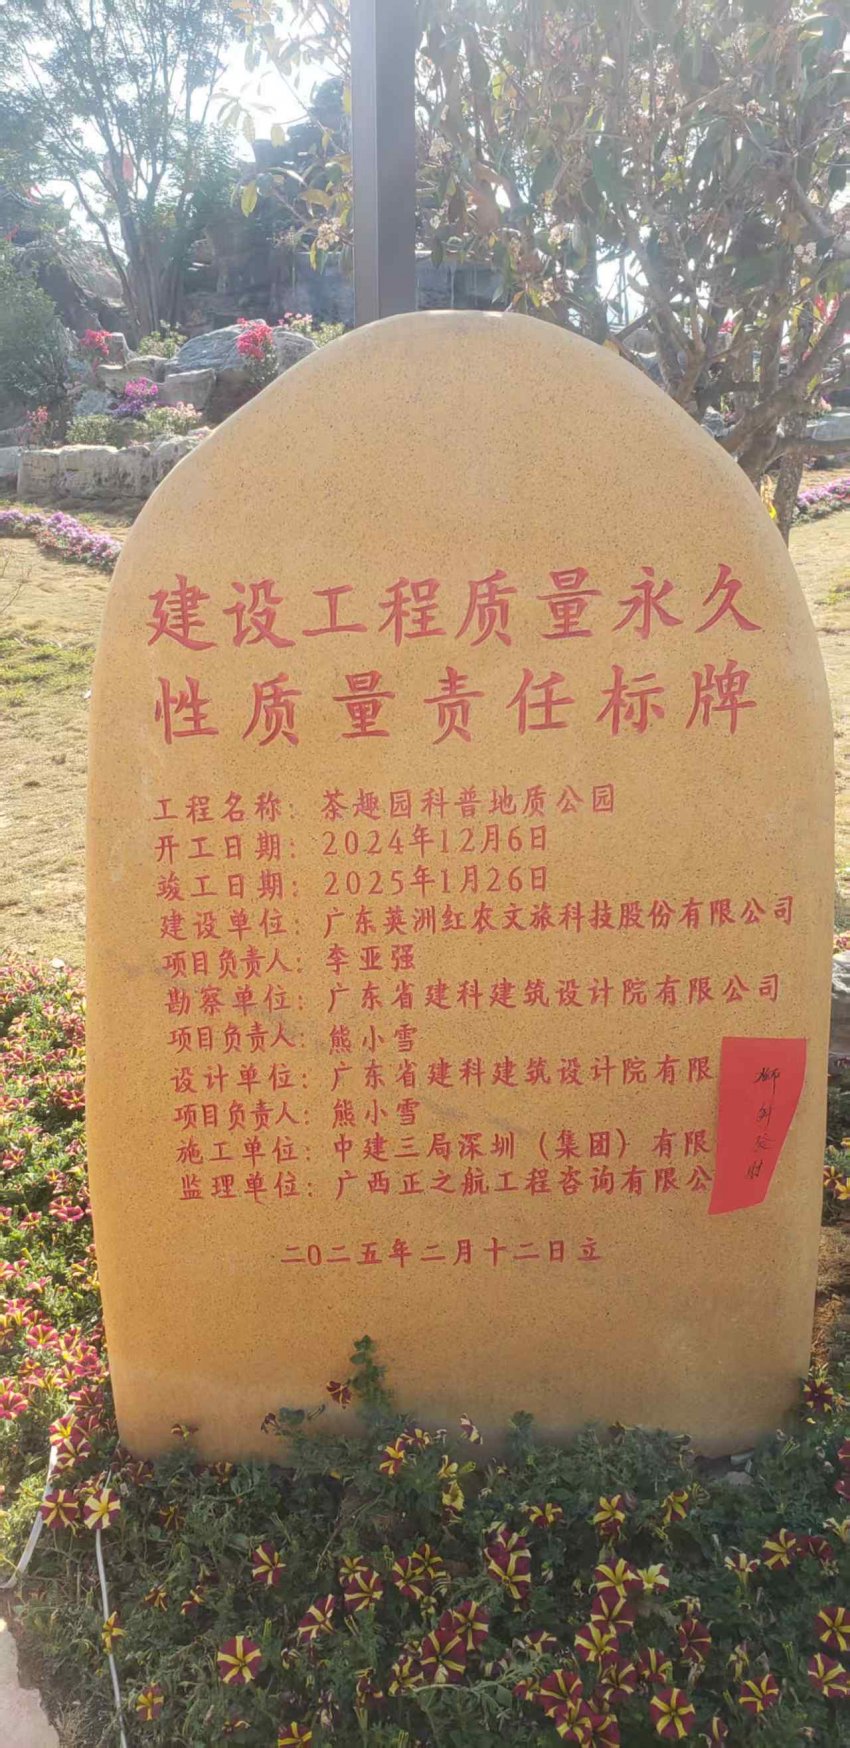 建设工程质量永久
性质量责任标牌
工程名称：茶趣园科普地质公园
开工日期：2024年12月6日
竣工日期：2025年1月26日
建设单位：广东英洲红农文旅科技股份有限公司
项目负责人：李亚强
勘察单位：广东省建科建筑设计院有限公司
项目负责人：熊小雪
设计单位：广东省建科建筑设计院有限
项目负责人：熊小雪
施工单位：中建三局深圳（集团）有限
监理单位：广西正之航工程咨询有限公
二〇二五年二月十二日立